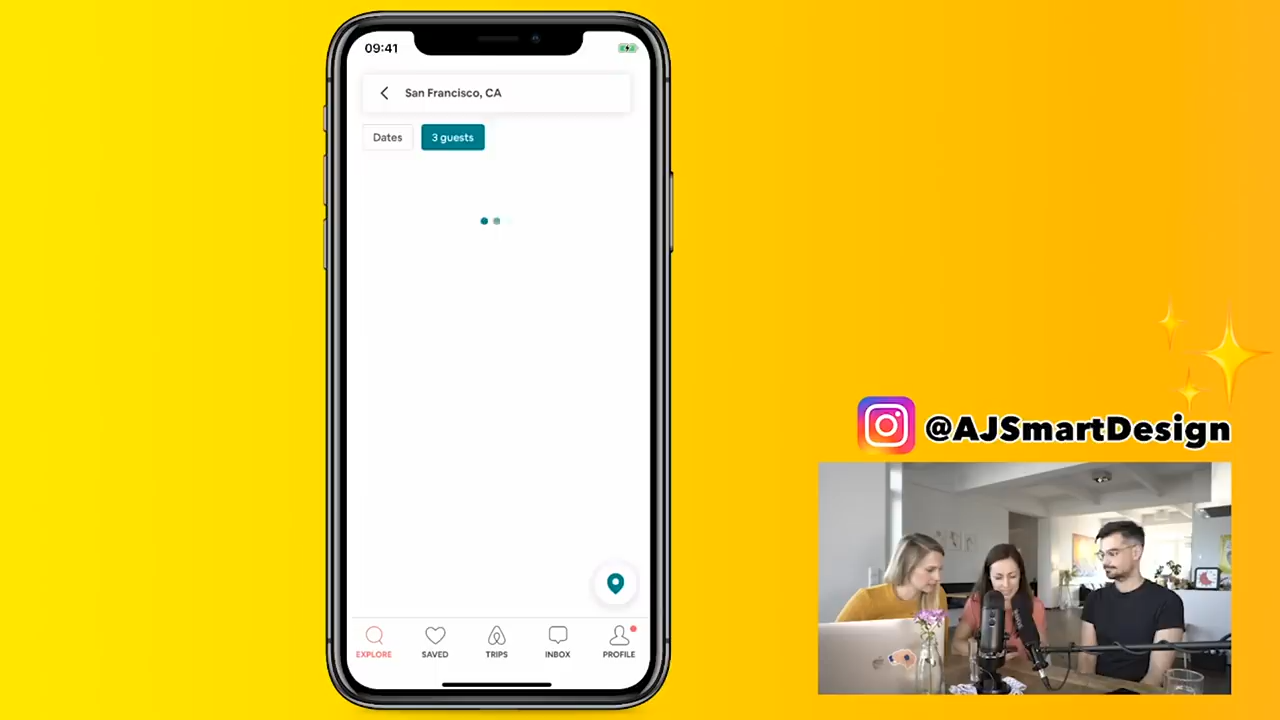 09:41
San Francisco, CA
Dates
3 guests
@AJSmartDesign
EXPLORE
SAVED
TRIPS
INBOX
PROFILE